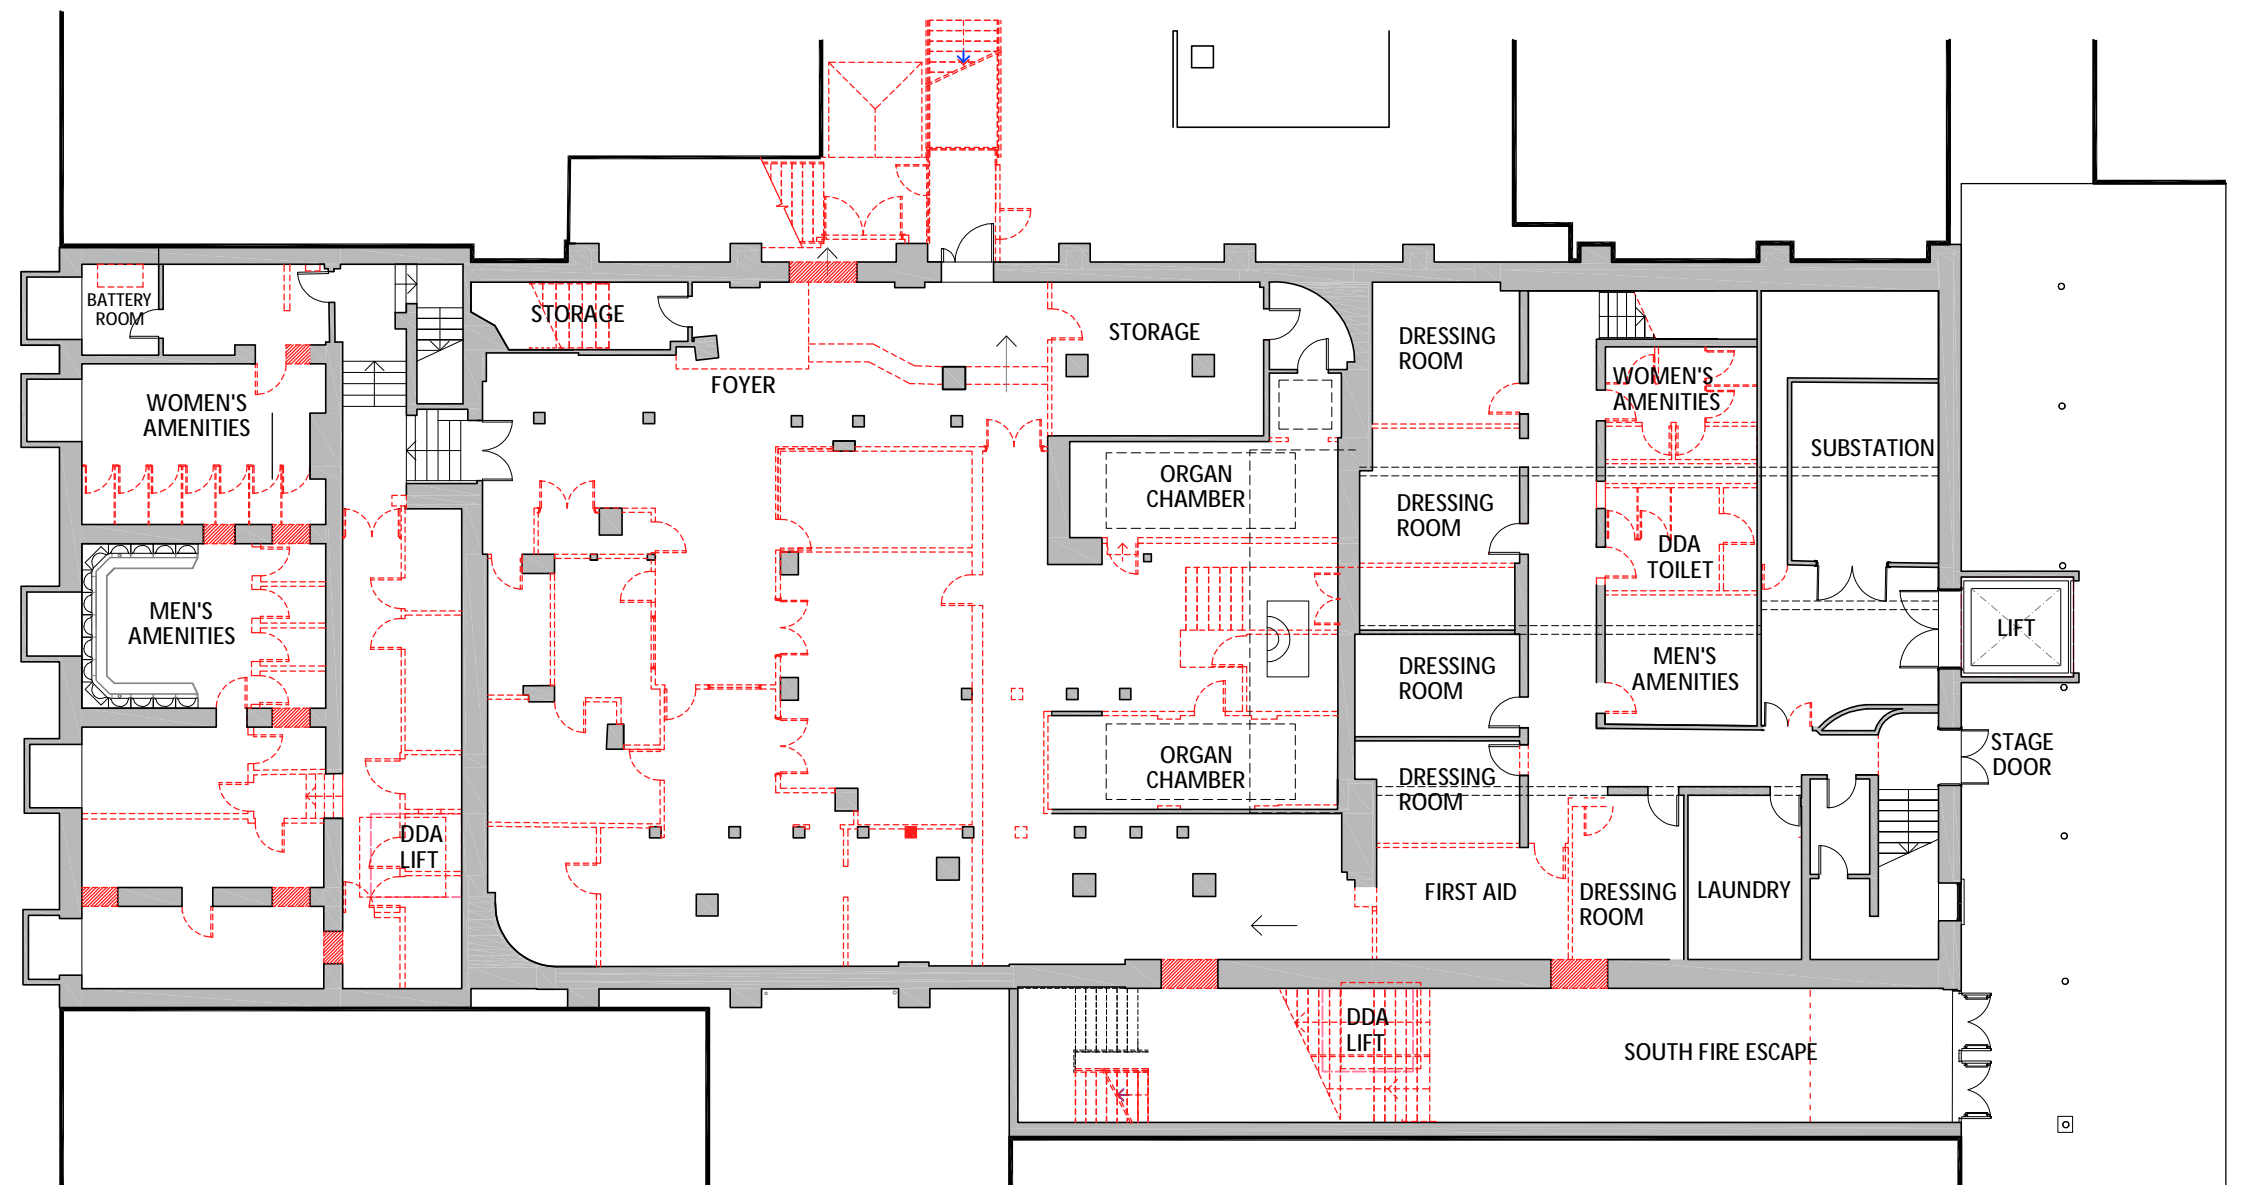 BATTERY
ROOM
STORAGE
FOYER
STORAGE
DRESSING
ROOM
WOMEN'S
AMENITIES
WOMEN'S
AMENITIES
SUBSTATION
ORGAN
CHAMBER
DRESSING
ROOM
DDA
TOILET
MEN'S
AMENITIES
LIFT
DRESSING
ROOM
MEN'S
AMENITIES
STAGE
DOOR
ORGAN
CHAMBER
DRESSING
ROOM
DDA
LIFT
FIRST AID
DRESSING
ROOM
LAUNDRY
DDA
LIFT
SOUTH FIRE ESCAPE